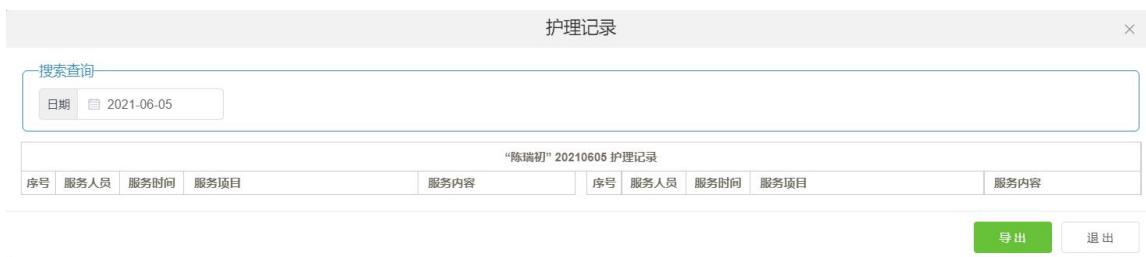 护理记录
搜索查询
日期 2021-06-05
“陈瑞初” 20210605 护理记录
序号 服务人员 服务时间 服务项目 服务内容 序号 服务人员 服务时间 服务项目 服务内容
导出 退出